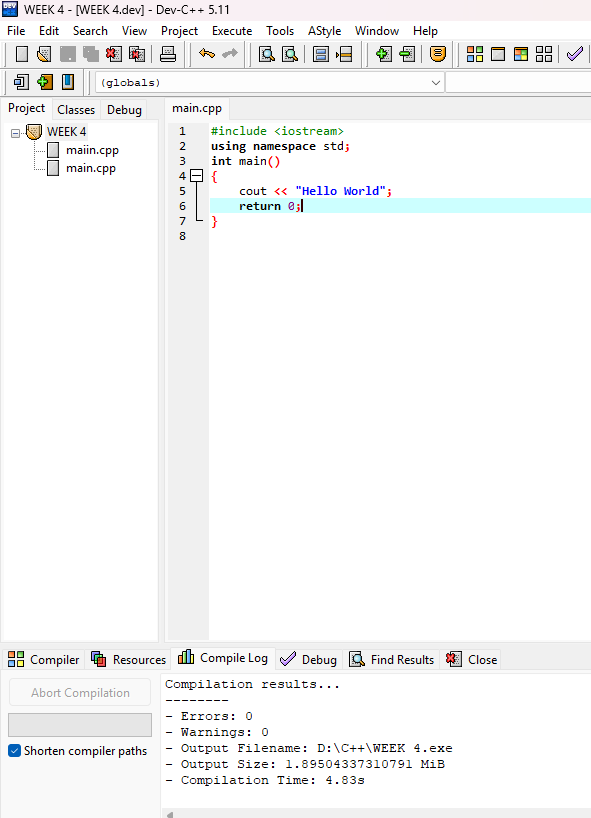 WEEK 4 - [WEEK 4.dev] - Dev-C++ 5.11
File Edit Search View Project Execute Tools AStyle Window Help
(globals)
Project Classes Debug
main.cpp
WEEK 4
maiin.cpp
main.cpp
1 #include <iostream>
2 using namespace std;
3 int main()
4 {
5 cout << "Hello World";
6 return 0;
7 }
8
Compiler Resources Compile Log Debug Find Results Close
Abort Compilation
Shorten compiler paths
Compilation results...
--------
- Errors: 0
- Warnings: 0
- Output Filename: D:\C++\WEEK 4.exe
- Output Size: 1.89504337310791 MiB
- Compilation Time: 4.83s